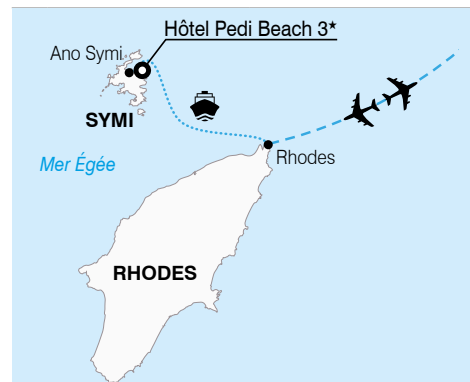 Hôtel Pedi Beach 3★
Ano Symi
SYMI
Rhodes
Mer Égée
RHODES